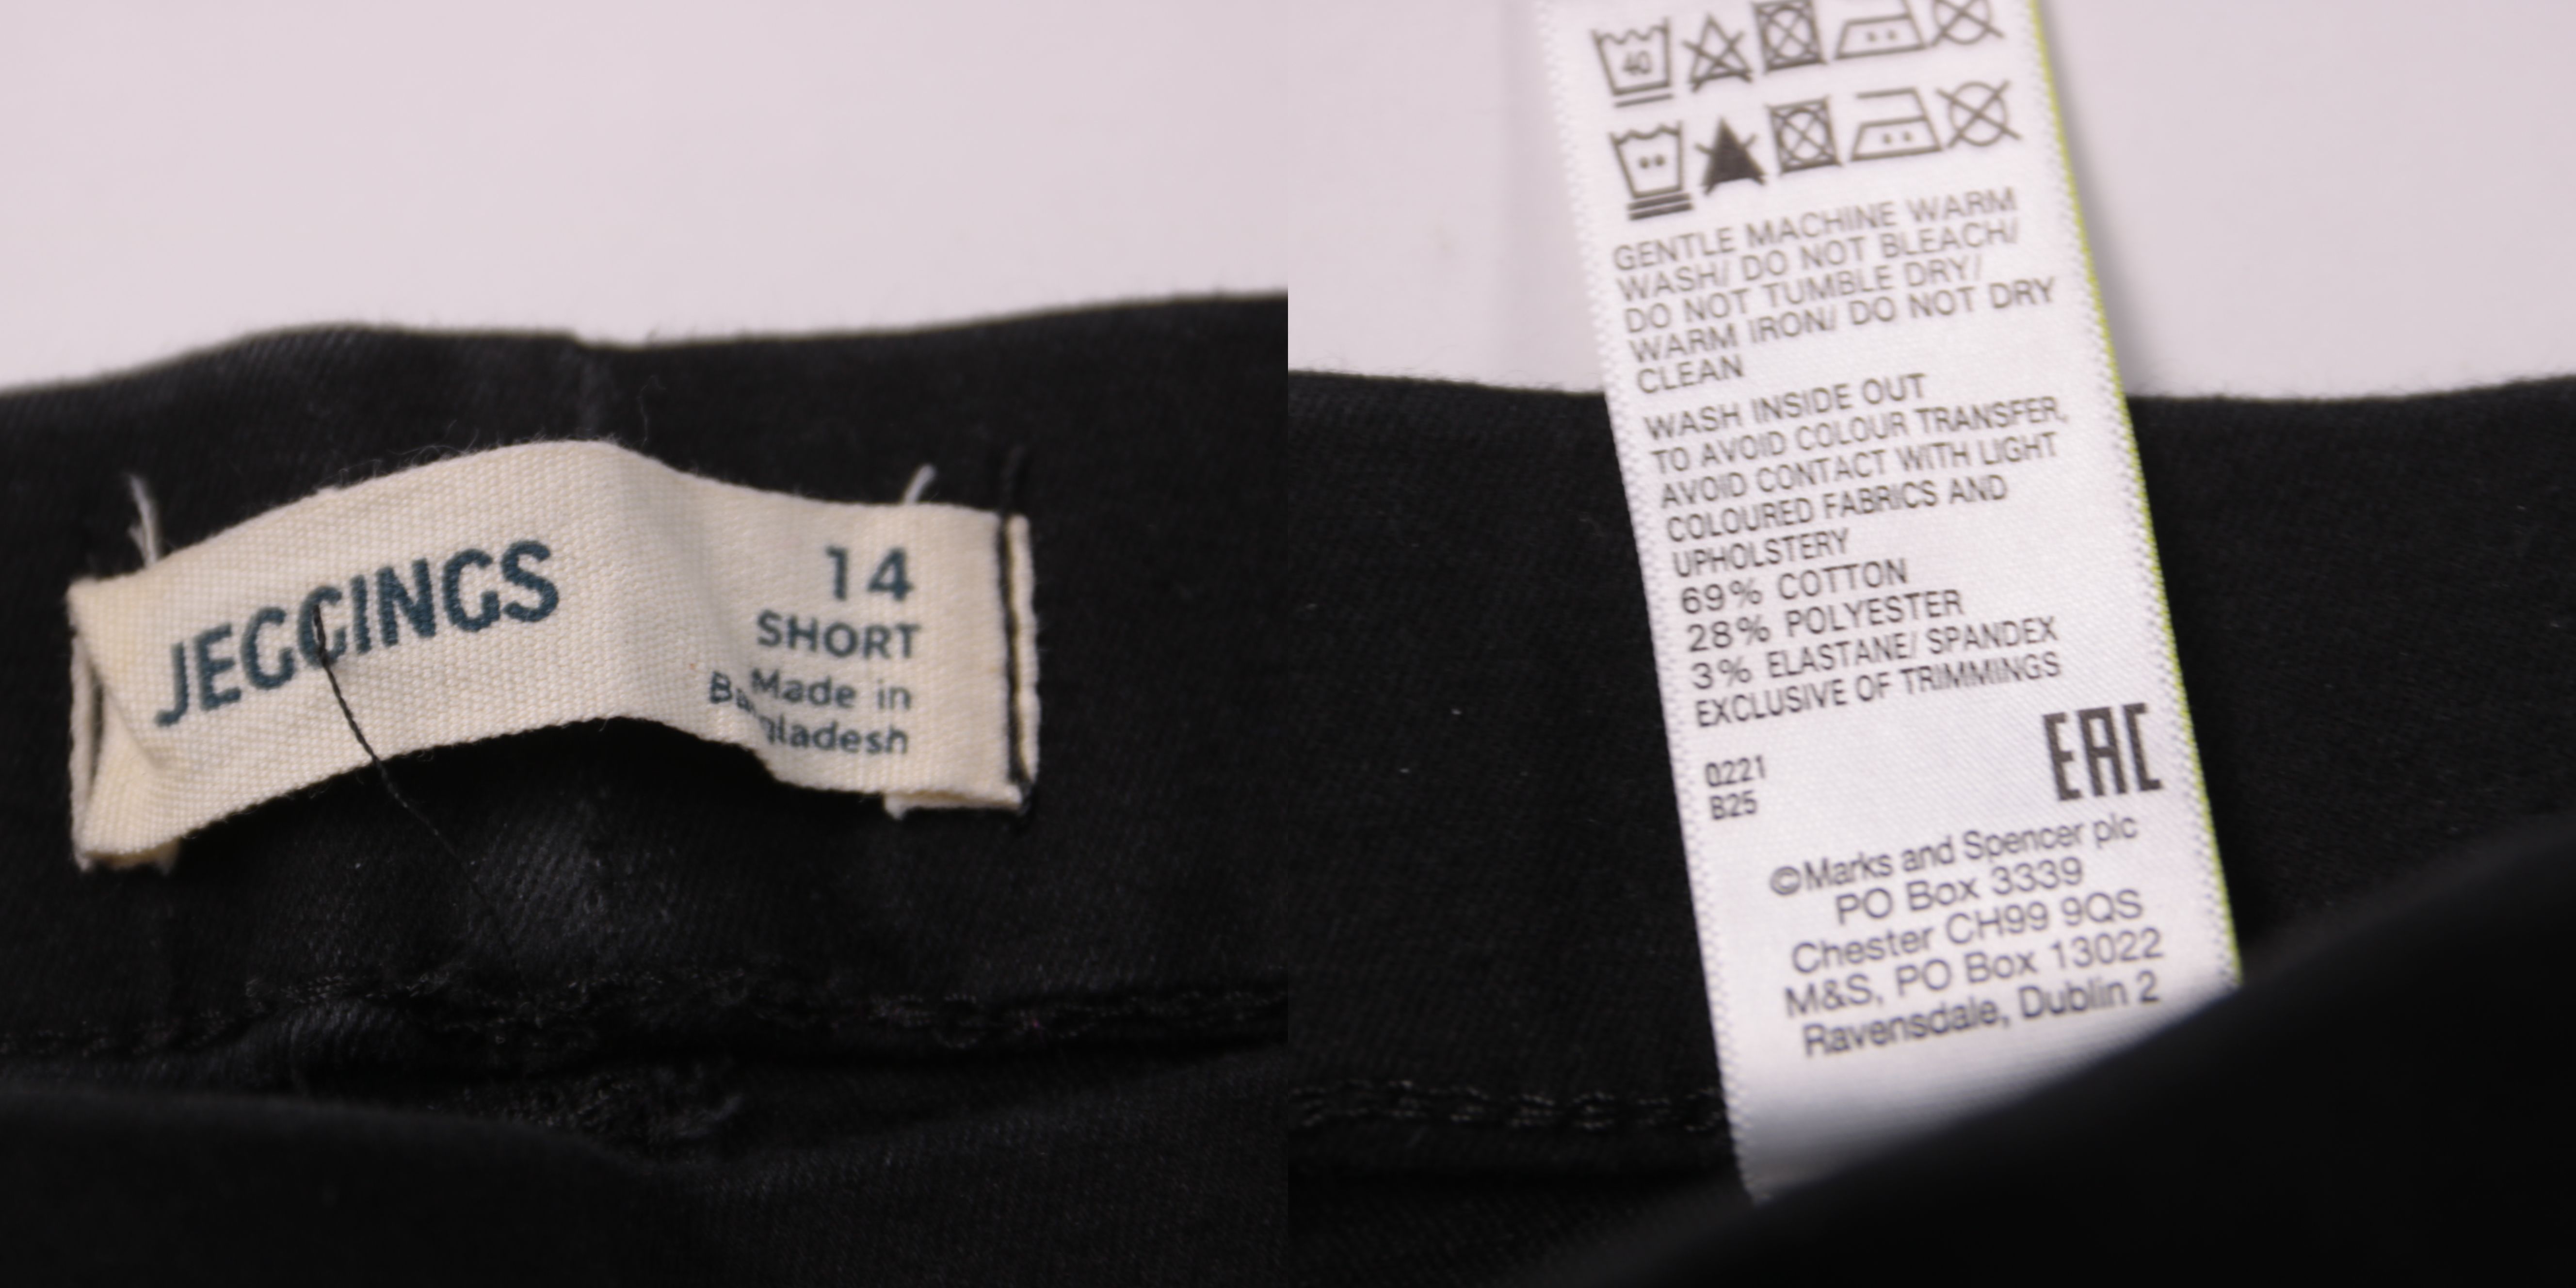 JEGGINGS
14
SHORT
Made in
Bangladesh
40
GENTLE MACHINE WARM
WASH/ DO NOT BLEACH/
DO NOT TUMBLE DRY/
WARM IRON/ DO NOT DRY
CLEAN
WASH INSIDE OUT
TO AVOID COLOUR TRANSFER,
AVOID CONTACT WITH LIGHT
COLOURED FABRICS AND
UPHOLSTERY
69% COTTON
28% POLYESTER
3% ELASTANE/ SPANDEX
EXCLUSIVE OF TRIMMINGS
0221
B25
EAC
©Marks and Spencer plc
PO Box 3339
Chester CH99 9QS
M&S, PO Box 13022
Ravensdale, Dublin 2